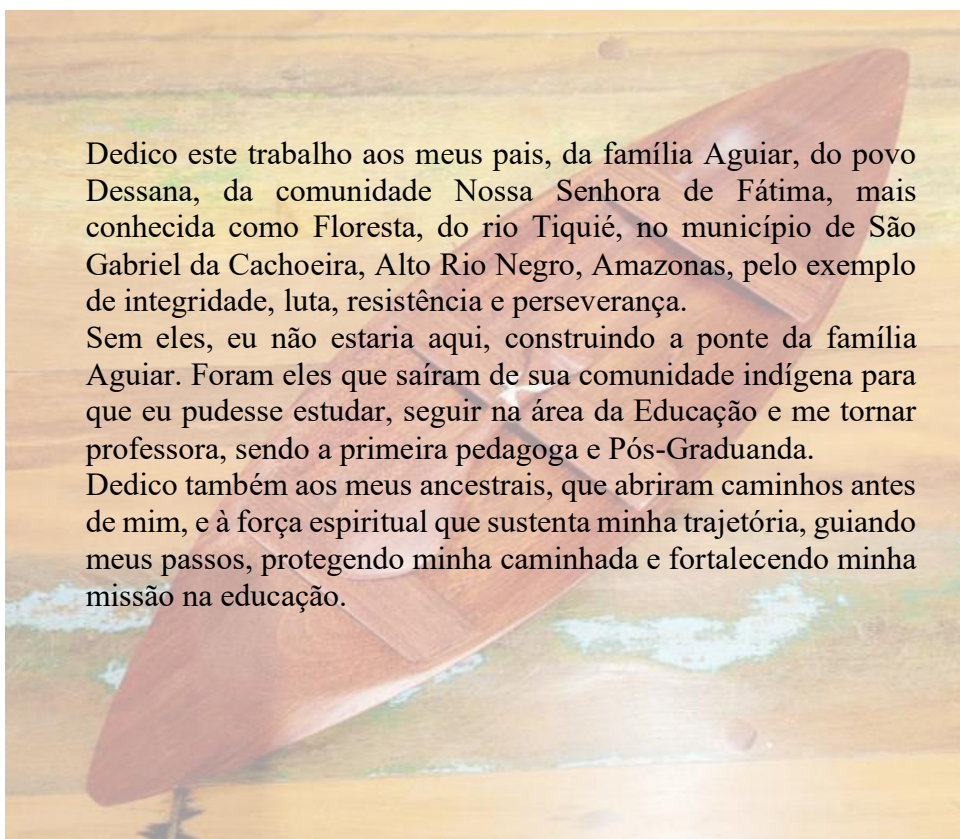 Dedico este trabalho aos meus pais, da família Aguiar, do povo
Dessana, da comunidade Nossa Senhora de Fátima, mais
conhecida como Floresta, do rio Tiquié, no município de São
Gabriel da Cachoeira, Alto Rio Negro, Amazonas, pelo exemplo
de integridade, luta, resistência e perseverança.
Sem eles, eu não estaria aqui, construindo a ponte da família
Aguiar. Foram eles que saíram de sua comunidade indígena para
que eu pudesse estudar, seguir na área da Educação e me tornar
professora, sendo a primeira pedagoga e Pós-Graduanda.
Dedico também aos meus ancestrais, que abriram caminhos antes
de mim, e à força espiritual que sustenta minha trajetória, guiando
meus passos, protegendo minha caminhada e fortalecendo minha
missão na educação.